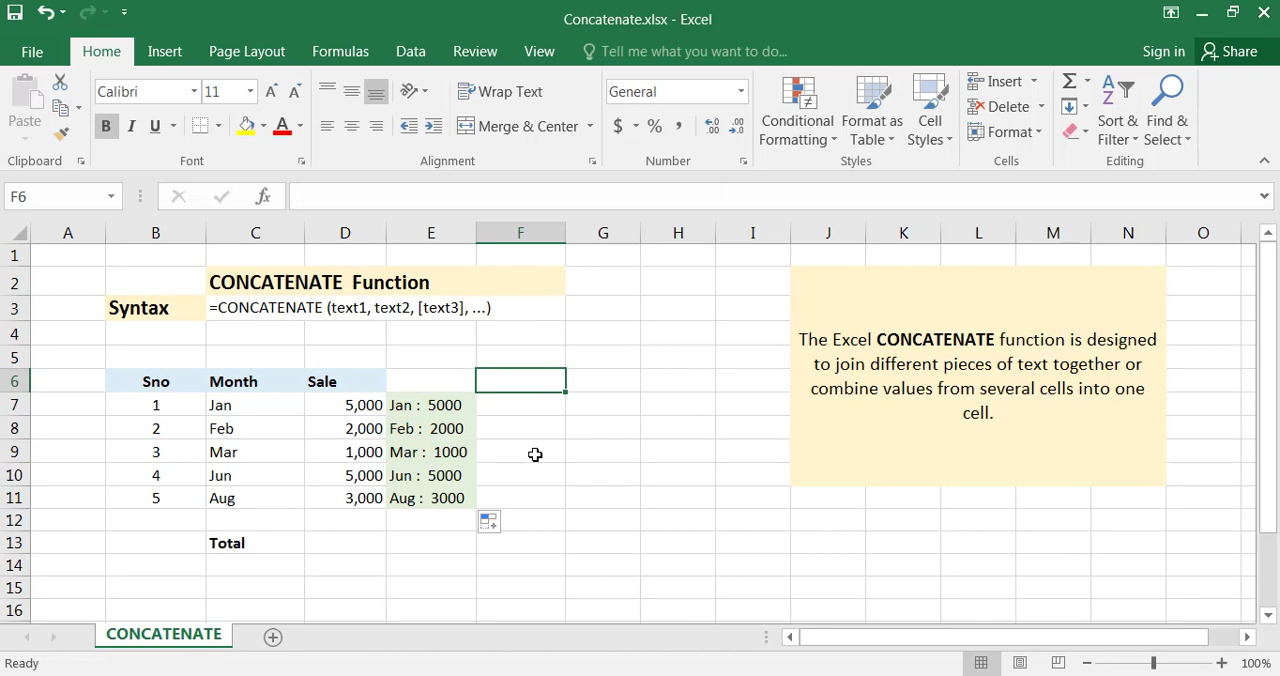 Concatenate.xlsx - Excel
File Home Insert Page Layout Formulas Data Review View Tell me what you want to do... Sign in Share
Paste Calibri 11 A A Wrap Text General Insert
B I U A Merge & Center $ % , Conditional Formatting Format as Table Cell Styles Delete Format Sort & Filter Find & Select
Clipboard Font Alignment Number Styles Cells Editing
F6 fx
A B C D E F G H I J K L M N O
1
2 CONCATENATE Function
3 Syntax =CONCATENATE (text1, text2, [text3], ...)
4
5
6 Sno Month Sale
7 1 Jan 5,000 Jan : 5000
8 2 Feb 2,000 Feb : 2000
9 3 Mar 1,000 Mar : 1000
10 4 Jun 5,000 Jun : 5000
11 5 Aug 3,000 Aug : 3000
12
13 Total
14
15
16
The Excel CONCATENATE function is designed
to join different pieces of text together or
combine values from several cells into one
cell.
CONCATENATE
Ready 100%